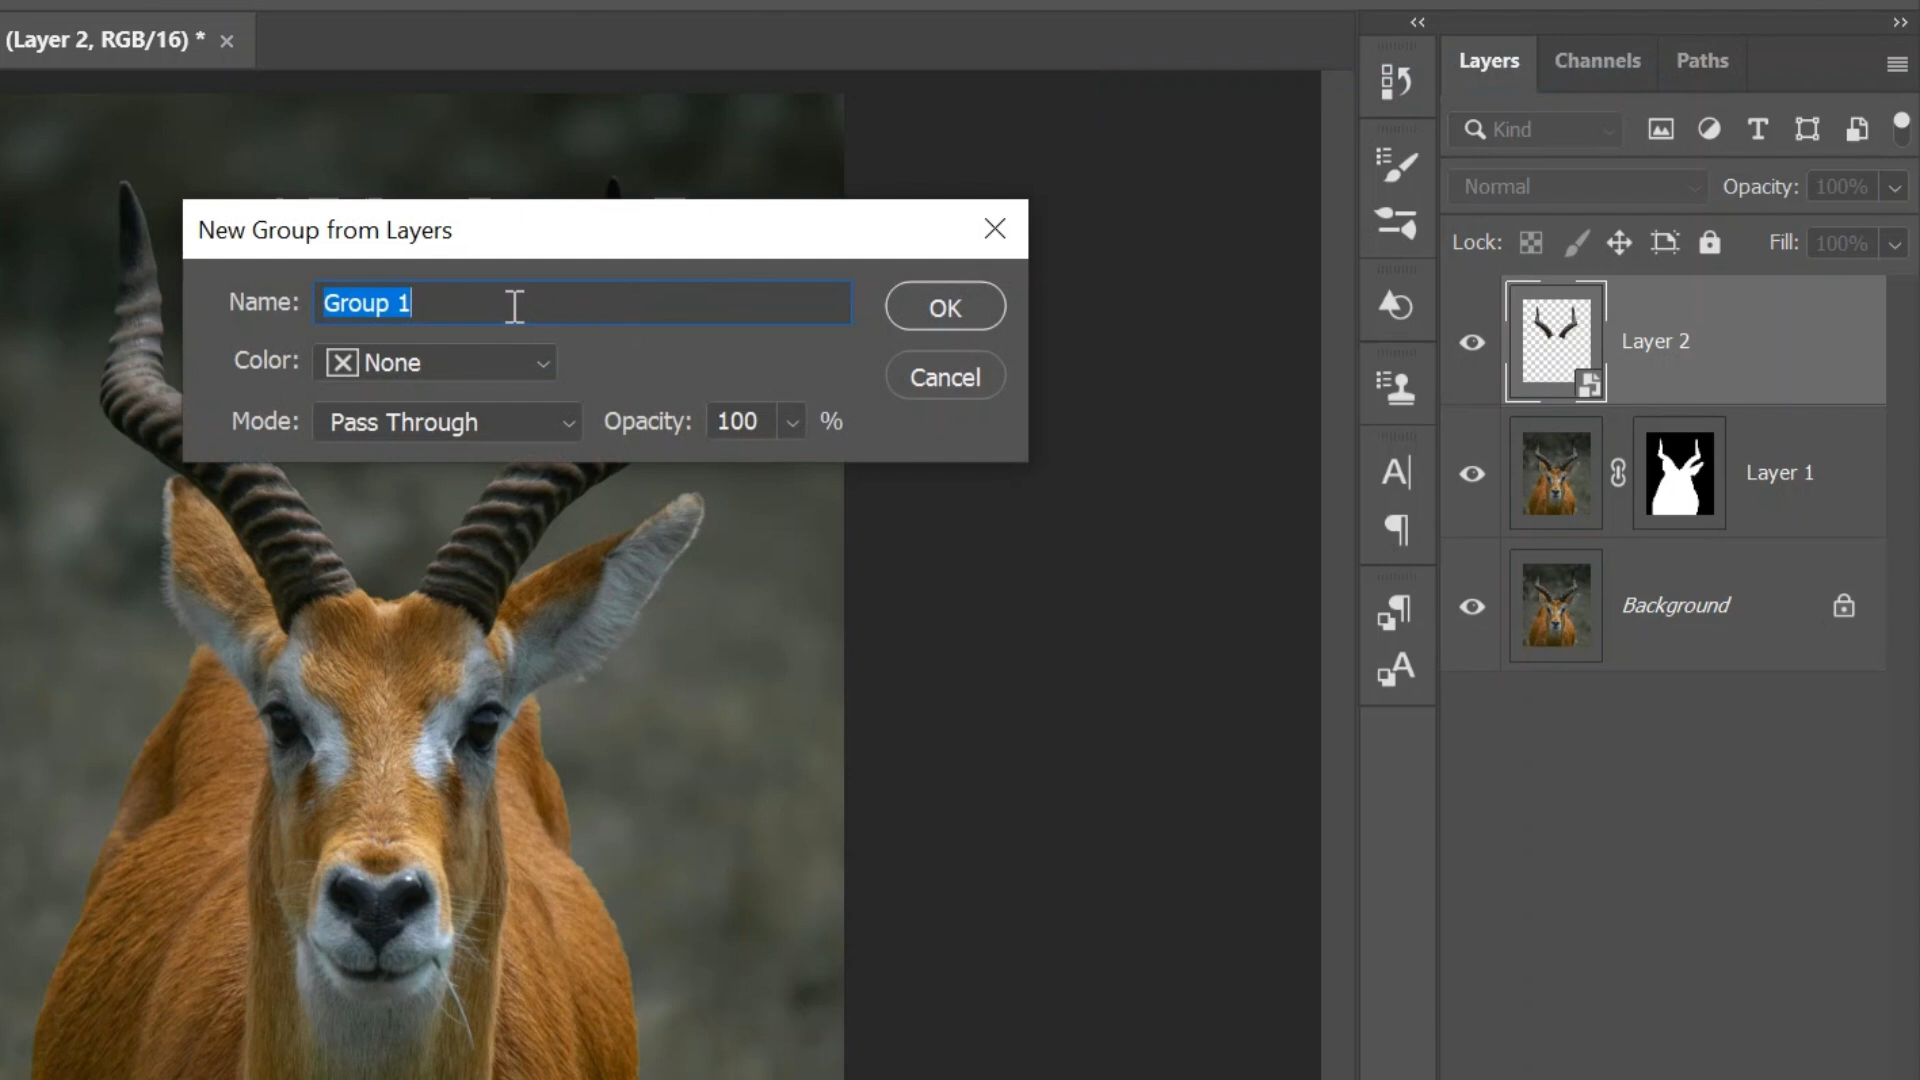 (Layer 2, RGB/16) * ×
New Group from Layers
Name: Group 1
OK
Color: None
Cancel
Mode: Pass Through Opacity: 100 %
Layers Channels Paths
Kind
Normal Opacity: 100%
Lock: Fill: 100%
Layer 2
Layer 1
Background